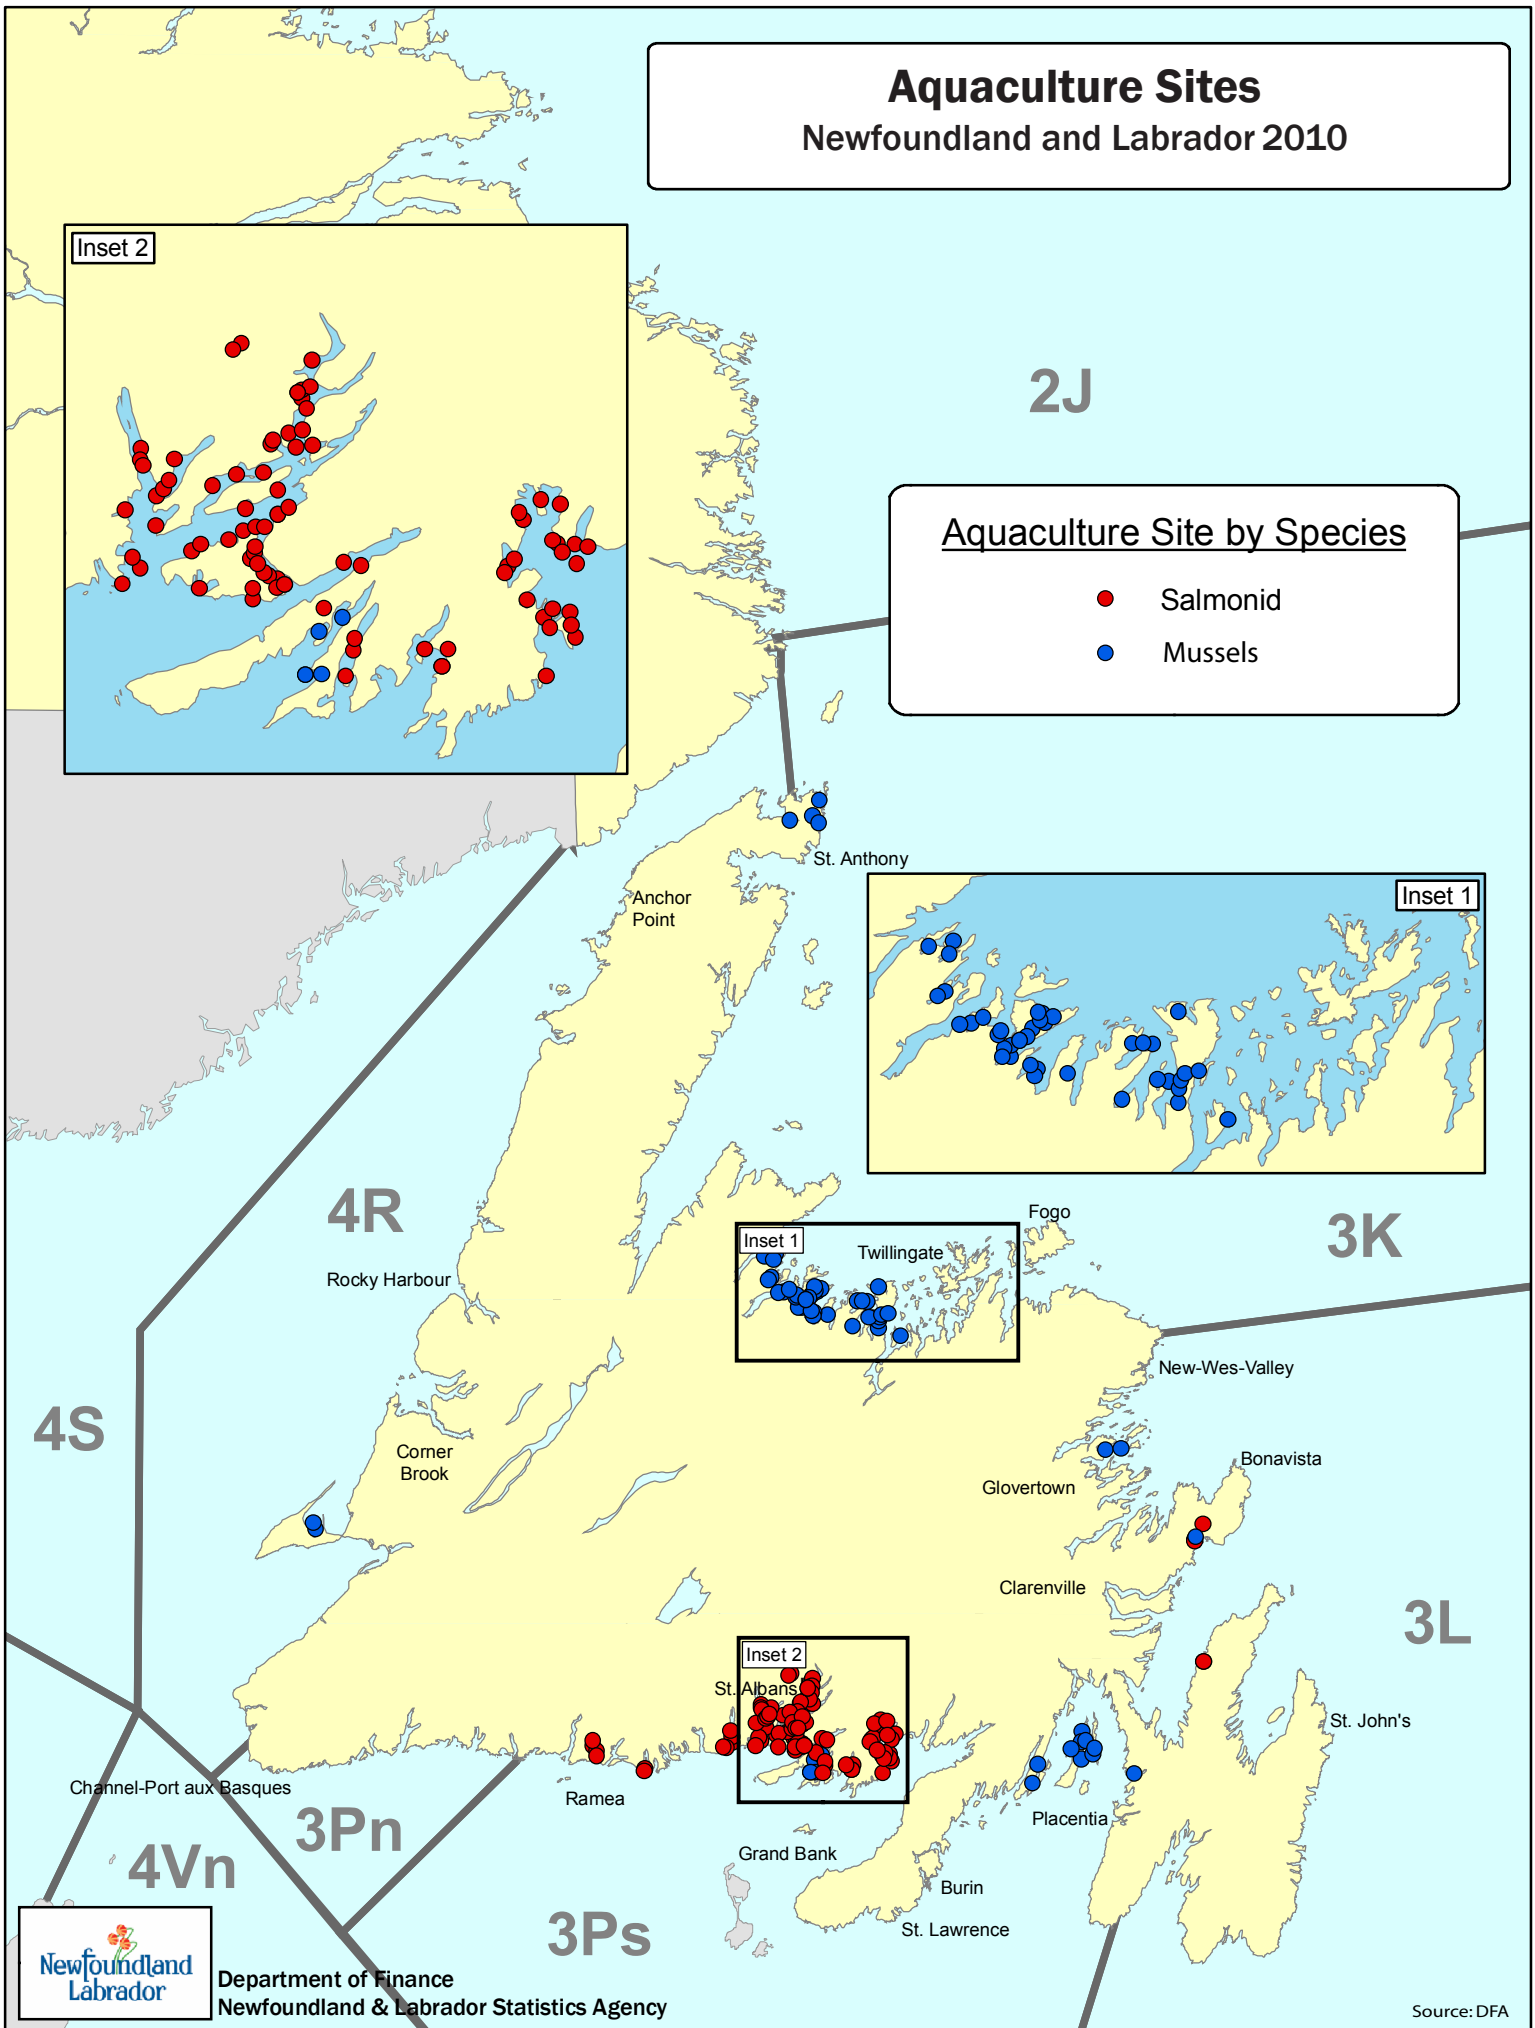 Aquaculture Sites
Newfoundland and Labrador 2010
Inset 2
2J
Aquaculture Site by Species
Salmonid
Mussels
St. Anthony
Anchor
Point
Inset 1
4R
Fogo
3K
Inset 1
Twillingate
Rocky Harbour
New-Wes-Valley
4S
Corner
Brook
Bonavista
Glovertown
Clarenville
3L
Inset 2
St. Albans
St. John's
Channel-Port aux Basques
Ramea
Placentia
3Pn
Grand Bank
4Vn
Burin
St. Lawrence
3Ps
Newfoundland
Labrador
Department of Finance
Newfoundland & Labrador Statistics Agency
Source: DFA